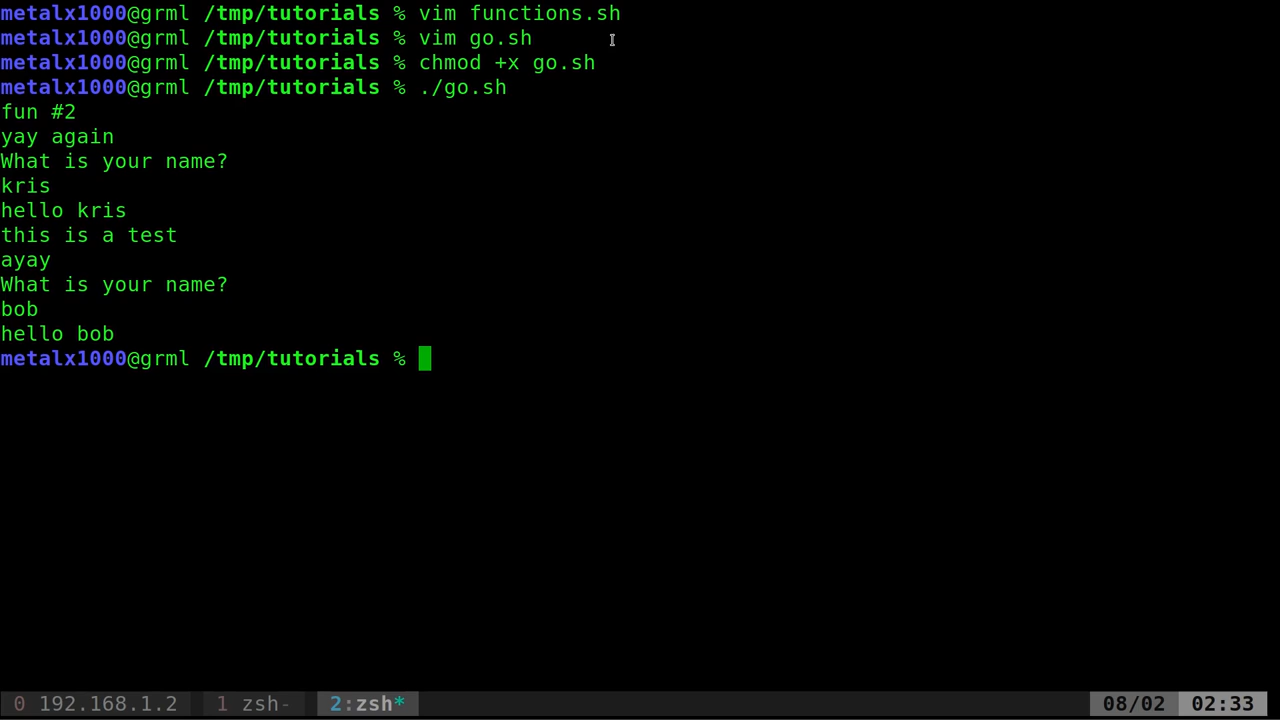 metalx1000@grml /tmp/tutorials % vim functions.sh
metalx1000@grml /tmp/tutorials % vim go.sh
metalx1000@grml /tmp/tutorials % chmod +x go.sh
metalx1000@grml /tmp/tutorials % ./go.sh
fun #2
yay again
What is your name?
kris
hello kris
this is a test
ayay
What is your name?
bob
hello bob
metalx1000@grml /tmp/tutorials %
0 192.168.1.2 1 zsh- 2:zsh* 08/02 02:33